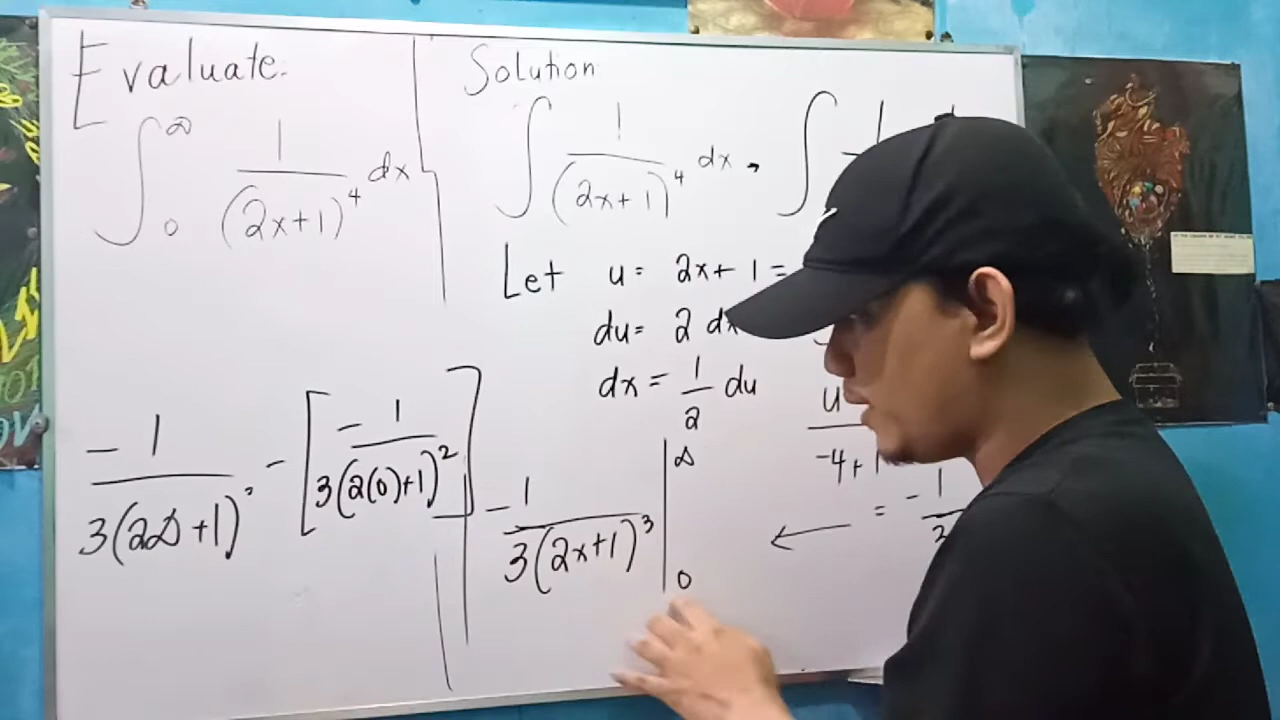 Evaluate.
∫₀^∞ 1/(2x+1)⁴ dx
Solution
∫ 1/(2x+1)⁴ dx, ∫ 1
Let u = 2x+1 =
du = 2 dx
dx = 1/2 du
u
-4+1
= -1/3
-1/3(2x+1)³ |₀^∞
-1/3(2∞+1) - [-1/3(2(0)+1)²]